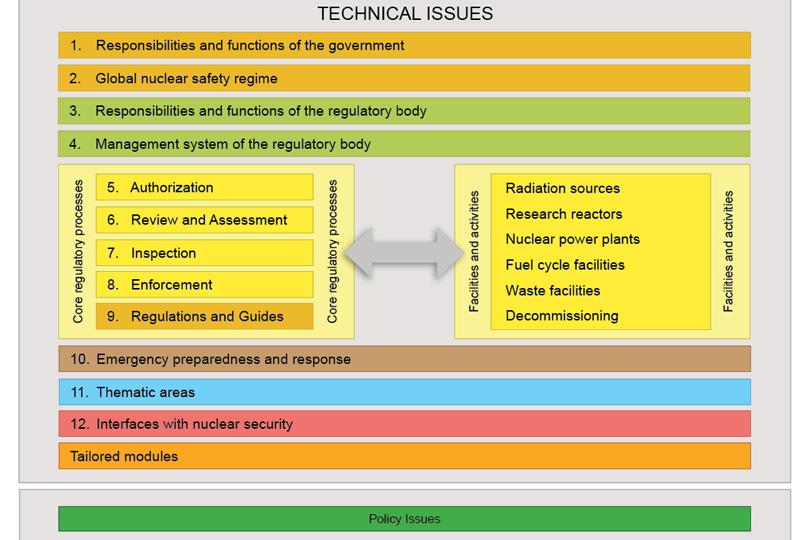 TECHNICAL ISSUES
1. Responsibilities and functions of the government
2. Global nuclear safety regime
3. Responsibilities and functions of the regulatory body
4. Management system of the regulatory body
Core regulatory processes
5. Authorization
6. Review and Assessment
7. Inspection
8. Enforcement
9. Regulations and Guides
Core regulatory processes
Facilities and activities
Radiation sources
Research reactors
Nuclear power plants
Fuel cycle facilities
Waste facilities
Decommissioning
Facilities and activities
10. Emergency preparedness and response
11. Thematic areas
12. Interfaces with nuclear security
Tailored modules
Policy Issues